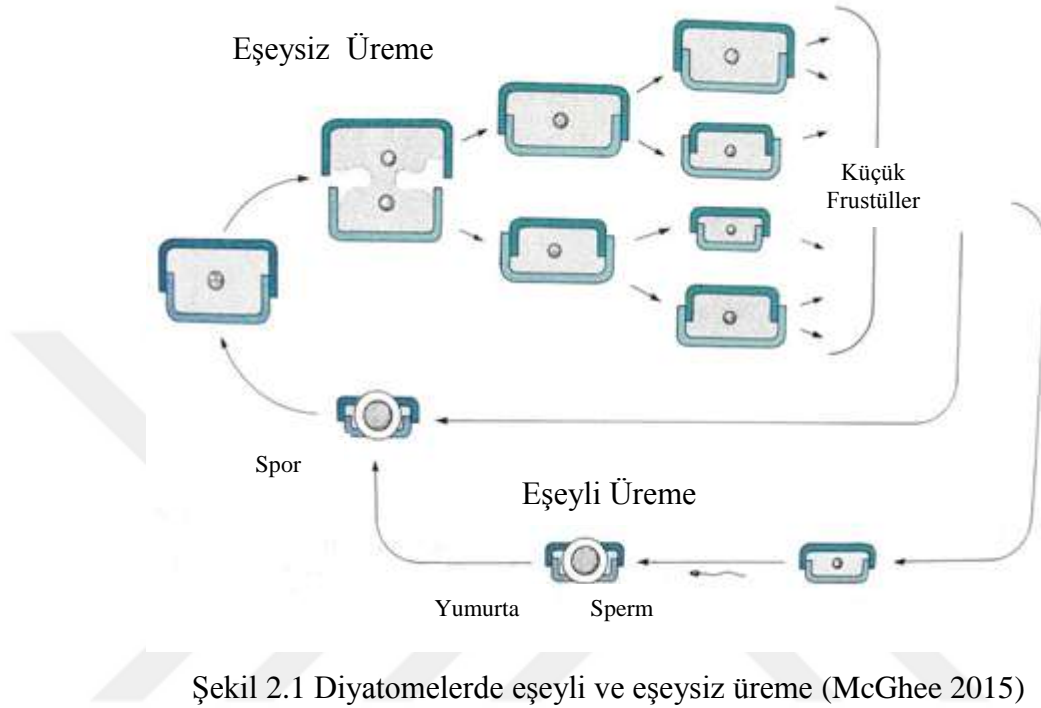 Eşeysiz Üreme
Küçük
Frustüller
Spor
Eşeyli Üreme
Yumurta
Sperm
Şekil 2.1 Diyatomelerde eşeyli ve eşeysiz üreme (McGhee 2015)